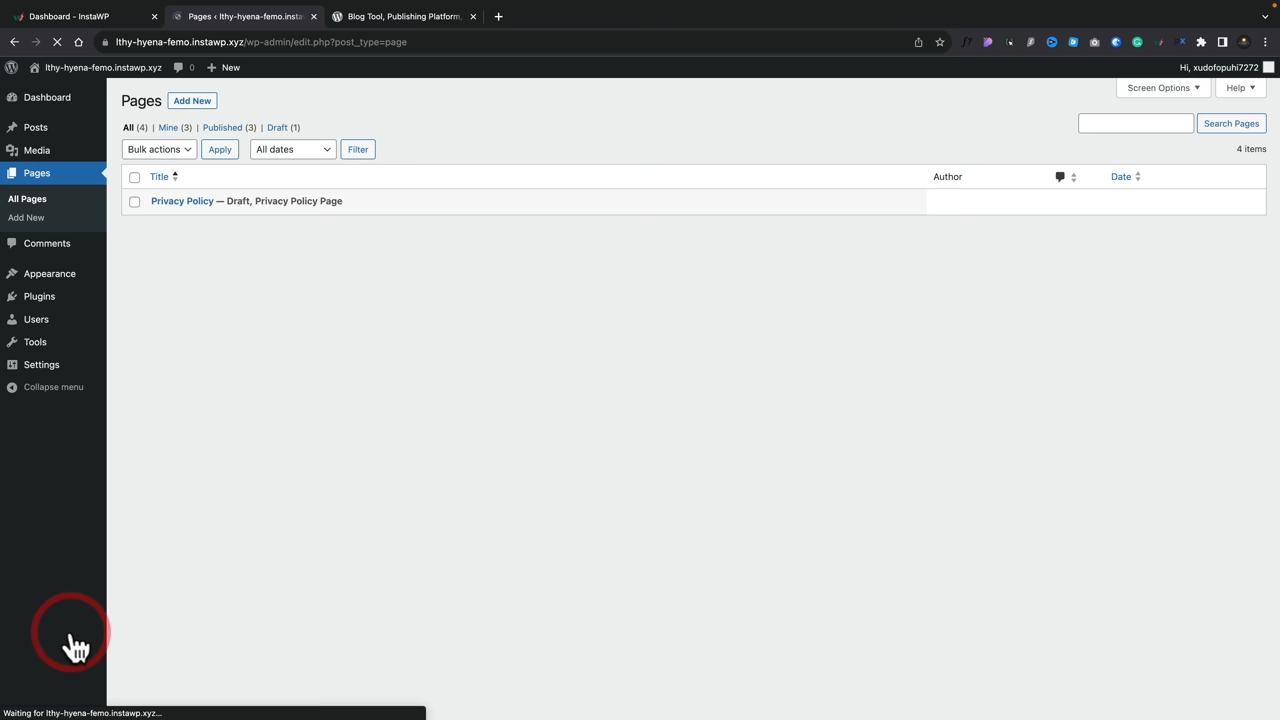 Dashboard - InstaWP
Pages ‹ lthy-hyena-femo.insta
Blog Tool, Publishing Platform,
lthy-hyena-femo.instawp.xyz/wp-admin/edit.php?post_type=page
lthy-hyena-femo.instawp.xyz
0
New
Hi, xudofopuhi7272
Dashboard
Posts
Media
Pages
All Pages
Add New
Comments
Appearance
Plugins
Users
Tools
Settings
Collapse menu
Pages
Add New
Screen Options
Help
All (4) | Mine (3) | Published (3) | Draft (1)
Search Pages
Bulk actions
Apply
All dates
Filter
4 items
Title
Author
Date
Privacy Policy — Draft, Privacy Policy Page
Waiting for lthy-hyena-femo.instawp.xyz...